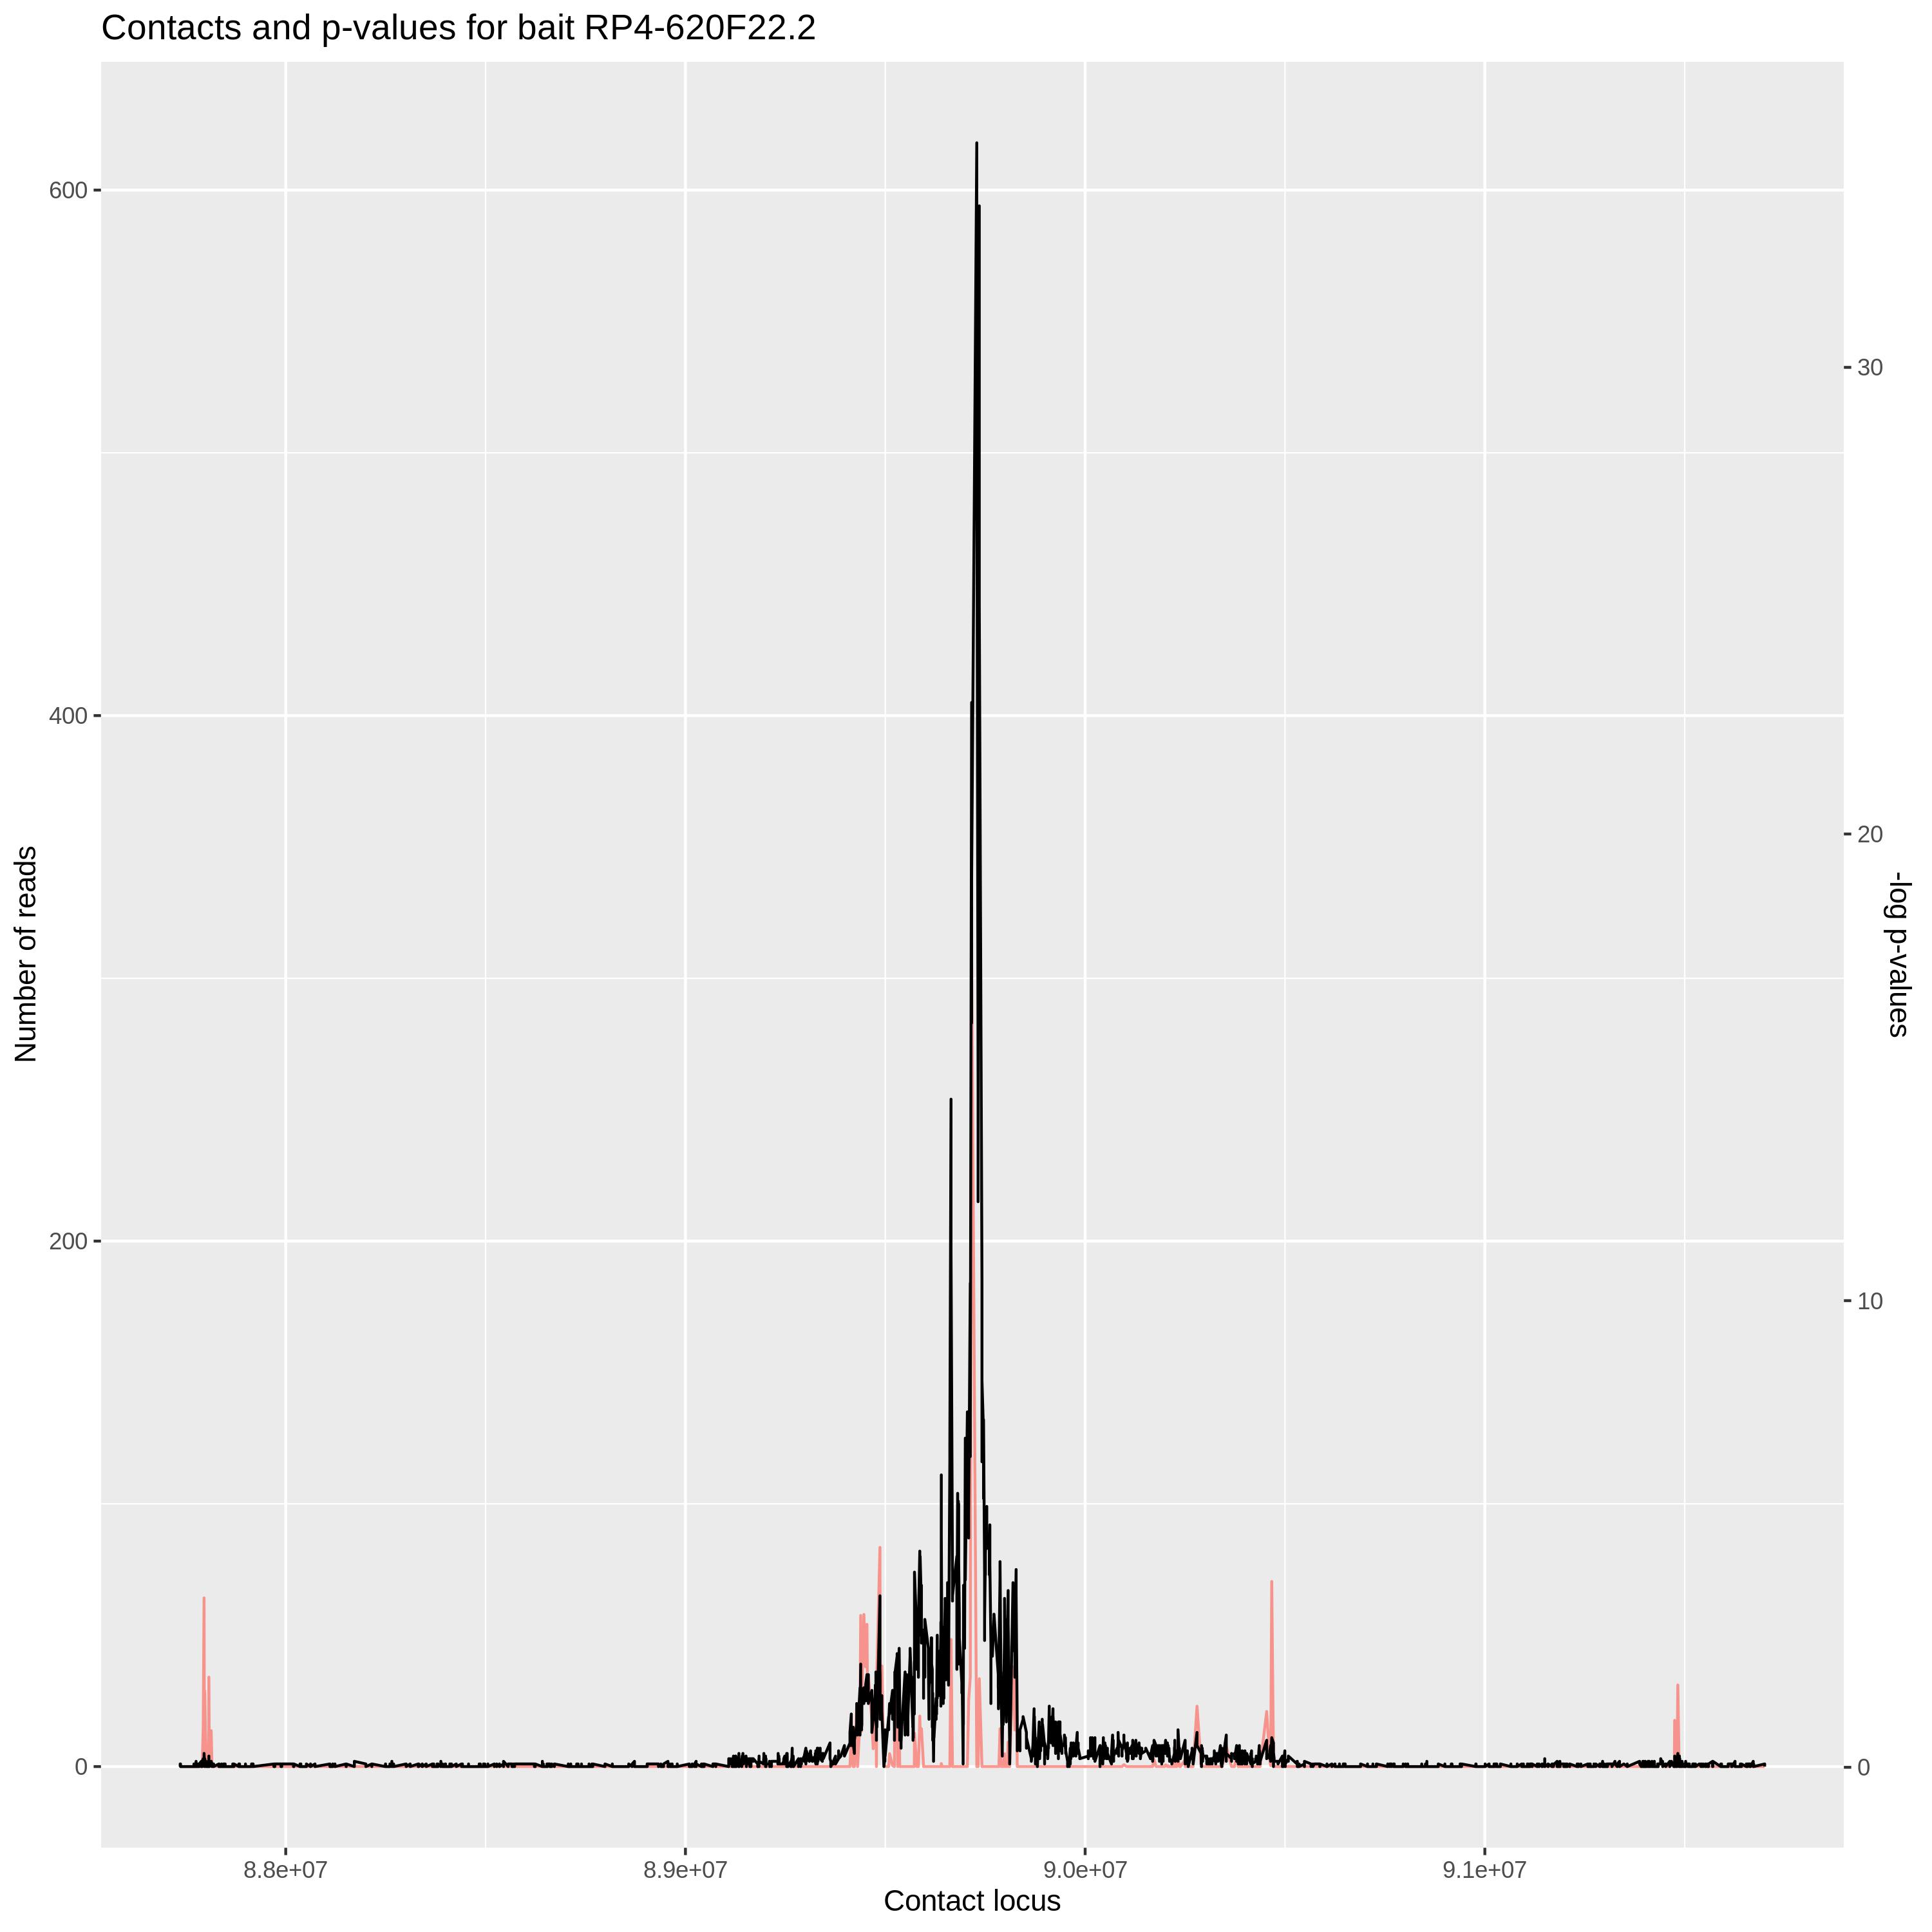 Contacts and p-values for bait RP4-620F22.2
600
400
200
0
Number of reads
30
20
10
0
-log p-values
8.8e+07
8.9e+07
9.0e+07
9.1e+07
Contact locus